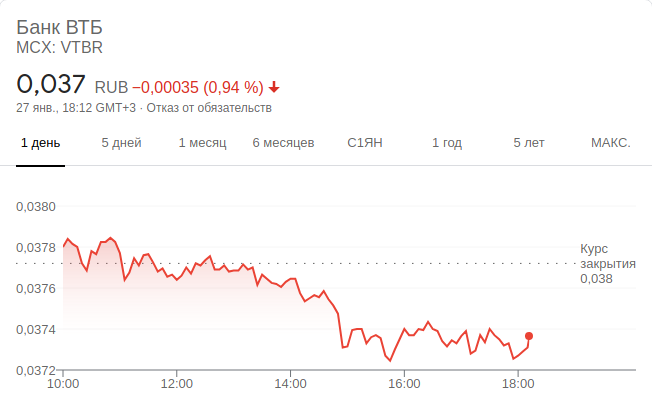 Банк ВТБ
MCX: VTBR
0,037 RUB −0,00035 (0,94 %)
27 янв., 18:12 GMT+3 · Отказ от обязательств
1 день 5 дней 1 месяц 6 месяцев С1ЯН 1 год 5 лет МАКС.
0,0380
0,0378
Курс
закрытия
0,038
0,0376
0,0374
0,0372
10:00 12:00 14:00 16:00 18:00